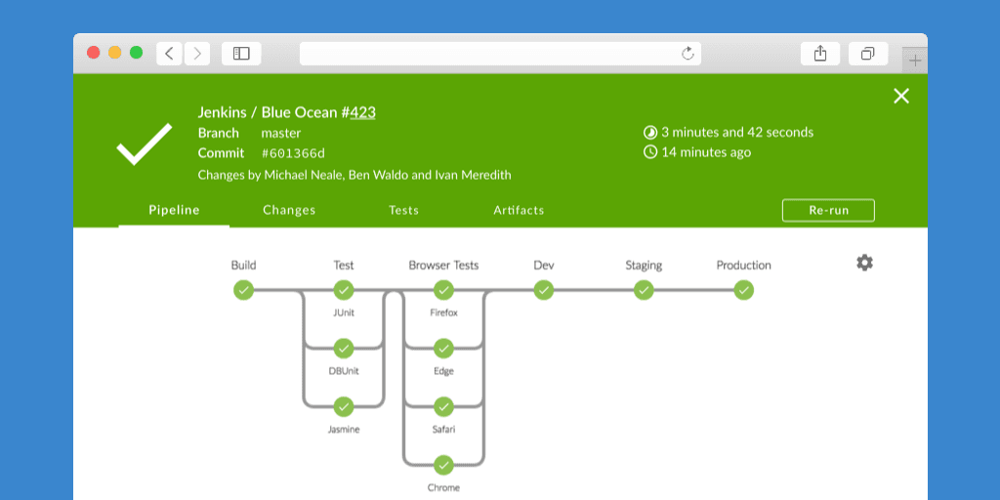 Jenkins / Blue Ocean #423
Branch master
Commit #601366d
Changes by Michael Neale, Ben Waldo and Ivan Meredith
3 minutes and 42 seconds
14 minutes ago
Pipeline Changes Tests Artifacts Re-run
Build Test Browser Tests Dev Staging Production
JUnit Firefox
DBUnit Edge
Jasmine Safari
Chrome